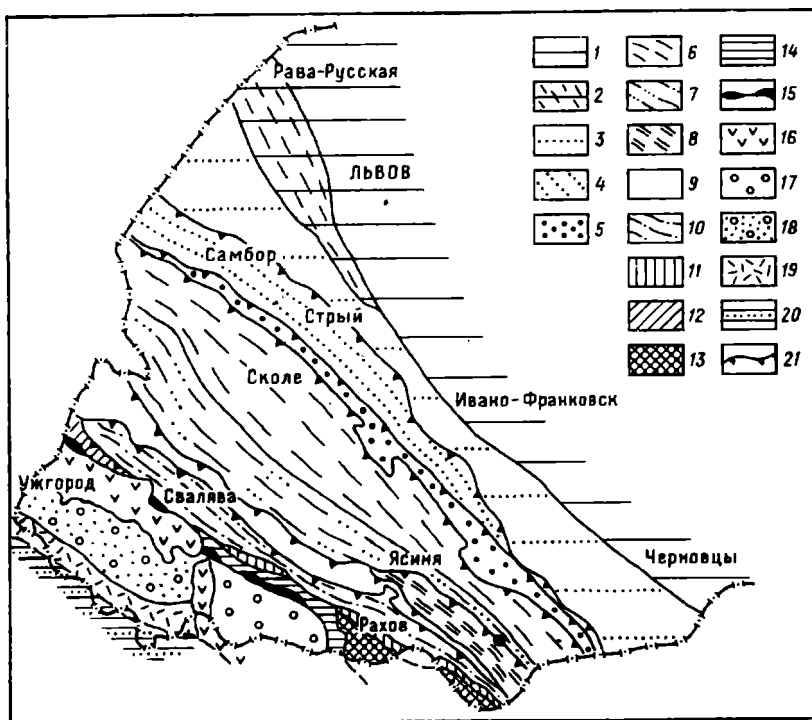 Рава-Русская
ЛЬВОВ
Самбор
Стрый
Сколе
Ивано-Франковск
Ужгород
Свалява
Ясиня
Черновцы
Рахов
1
2
3
4
5
6
7
8
9
10
11
12
13
14
15
16
17
18
19
20
21